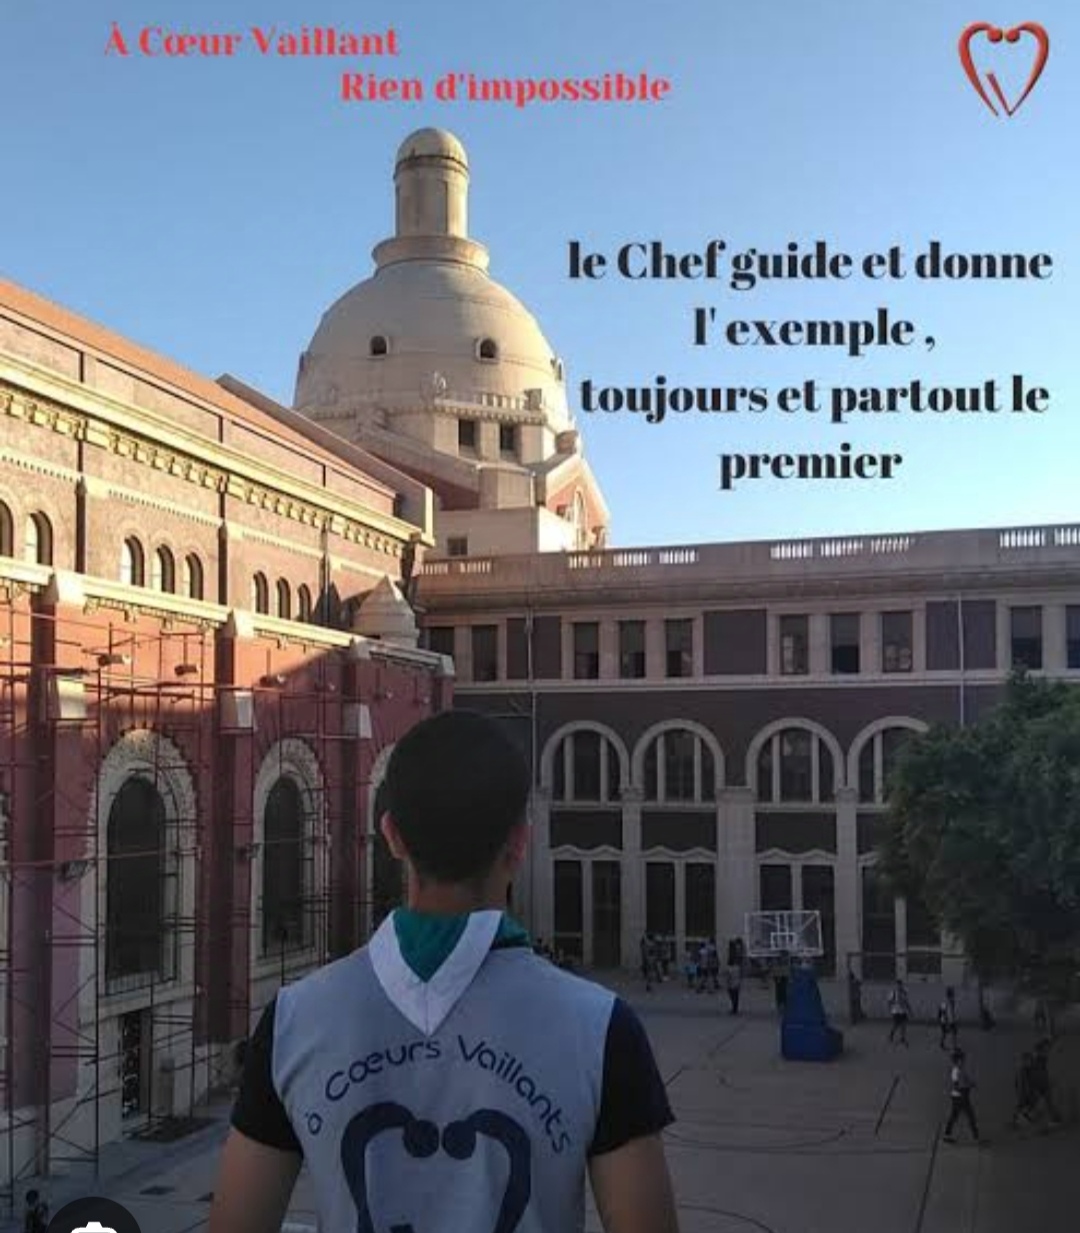 À Cœur Vaillant
Rien d'impossible
le Chef guide et donne
l' exemple ,
toujours et partout le
premier
à Cœurs Vaillants